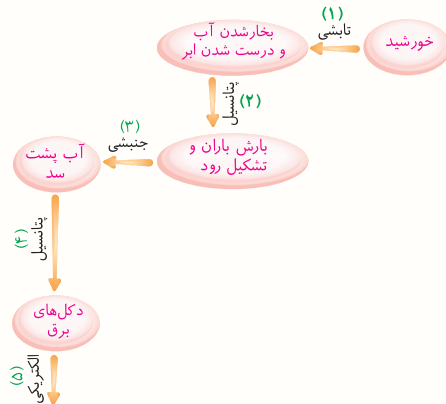 خورشید
(۱)
تابشی
بخارشدن آب
و درست شدن ابر
(۲)
پتانسیل
بارش باران و
تشکیل رود
(۳)
جنبشی
آب پشت
سد
(۴)
پتانسیل
دکل‌های
برق
(۵)
الکتریکی